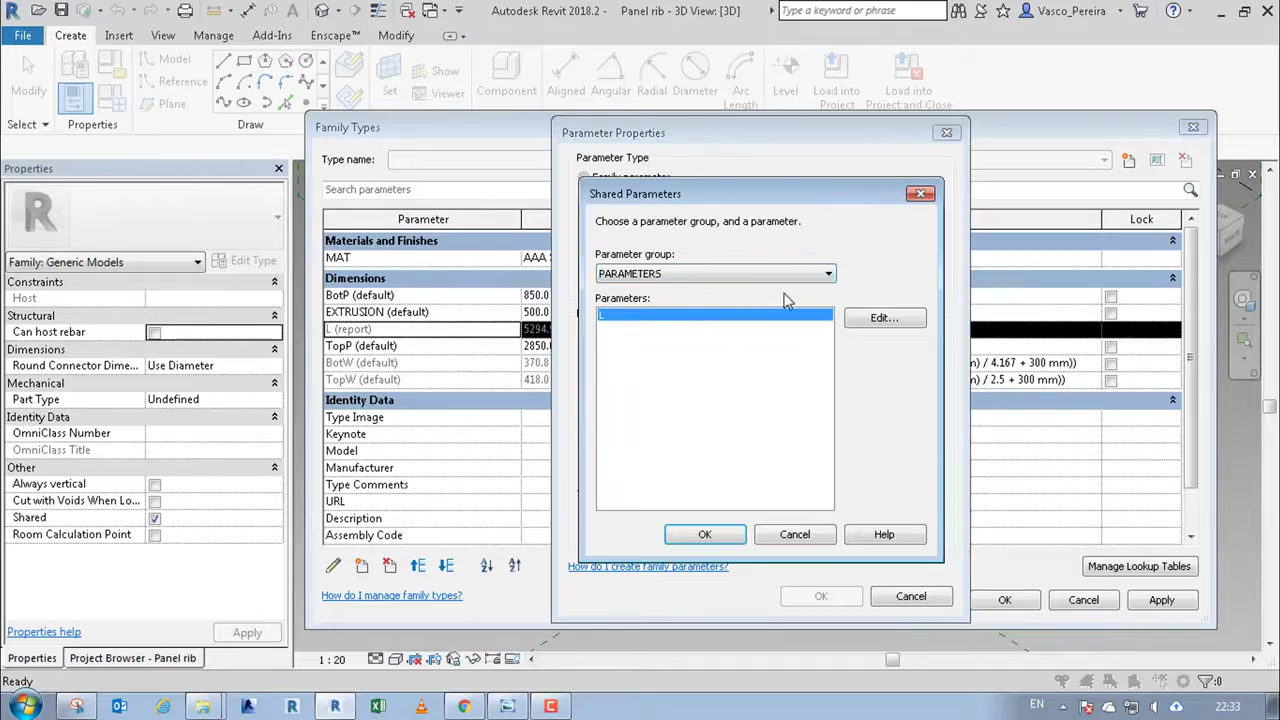 Autodesk Revit 2018.2 - Panel rib - 3D View: {3D}
Type a keyword or phrase
Vasco_Pereira
File
Create
Insert
View
Manage
Add-Ins
Enscape™
Modify
Modify
Model
Reference
Plane
Set
Show
Viewer
Component
Aligned
Angular
Radial
Diameter
Arc
Length
Level
Load into
Project
Load into
Project and Close
Select
Properties
Draw
Properties
Family: Generic Models
Edit Type
Constraints
Host
Structural
Can host rebar
Dimensions
Round Connector Dime...
Use Diameter
Mechanical
Part Type
Undefined
Identity Data
OmniClass Number
OmniClass Title
Other
Always vertical
Cut with Voids When Lo...
Shared
Room Calculation Point
Properties help
Apply
Properties
Project Browser - Panel rib
Family Types
Type name:
Search parameters
Parameter
Lock
Materials and Finishes
MAT
AAA S
Dimensions
BotP (default)
850.0
EXTRUSION (default)
500.0
L (report)
5294.
TopP (default)
2850.
BotW (default)
370.8
m) / 4.167 + 300 mm))
TopW (default)
418.0
m) / 2.5 + 300 mm))
Identity Data
Type Image
Keynote
Model
Manufacturer
Type Comments
URL
Description
Assembly Code
Manage Lookup Tables
How do I manage family types?
OK
Cancel
Apply
Parameter Properties
Parameter Type
How do I create family parameters?
OK
Cancel
Shared Parameters
Choose a parameter group, and a parameter.
Parameter group:
PARAMETERS
Parameters:
L
Edit...
OK
Cancel
Help
1 : 20
Ready
:0
EN
22:33